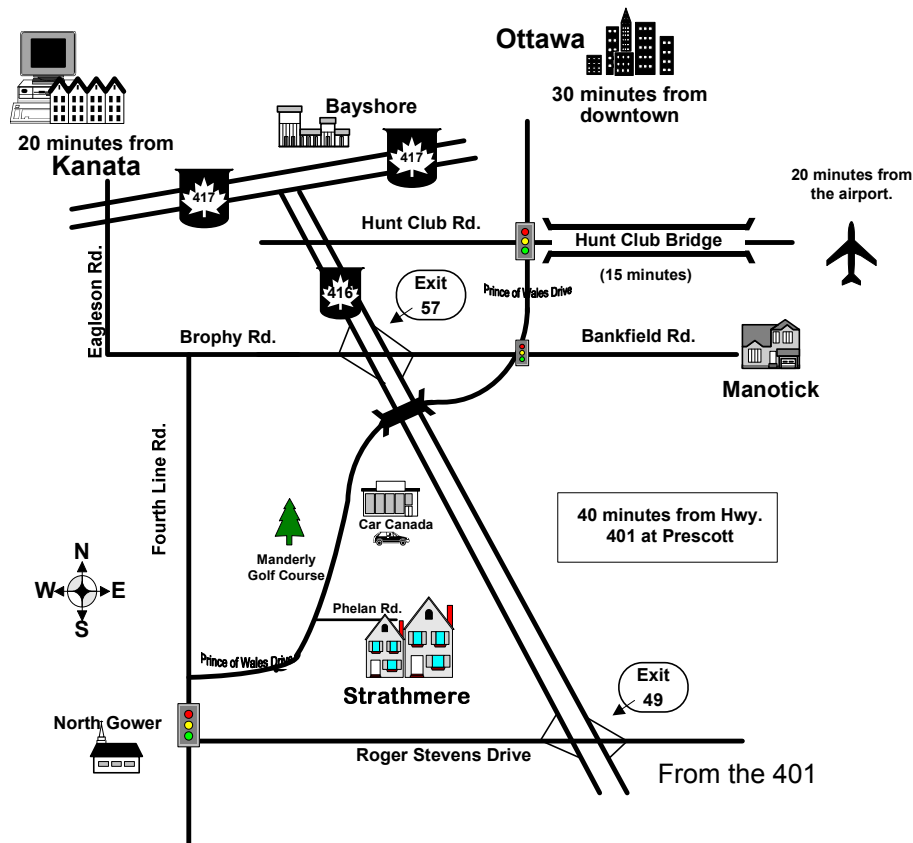 Ottawa
30 minutes from
downtown
Bayshore
20 minutes from
Kanata
417
417
20 minutes from
the airport.
Hunt Club Rd.
Hunt Club Bridge
(15 minutes)
Eagleson Rd.
416
Exit
57
Prince of Wales Drive
Brophy Rd.
Bankfield Rd.
Manotick
Fourth Line Rd.
Car Canada
40 minutes from Hwy.
401 at Prescott
Manderly
Golf Course
N
W
E
S
Phelan Rd.
Prince of Wales Drive
Strathmere
Exit
49
North Gower
Roger Stevens Drive
From the 401